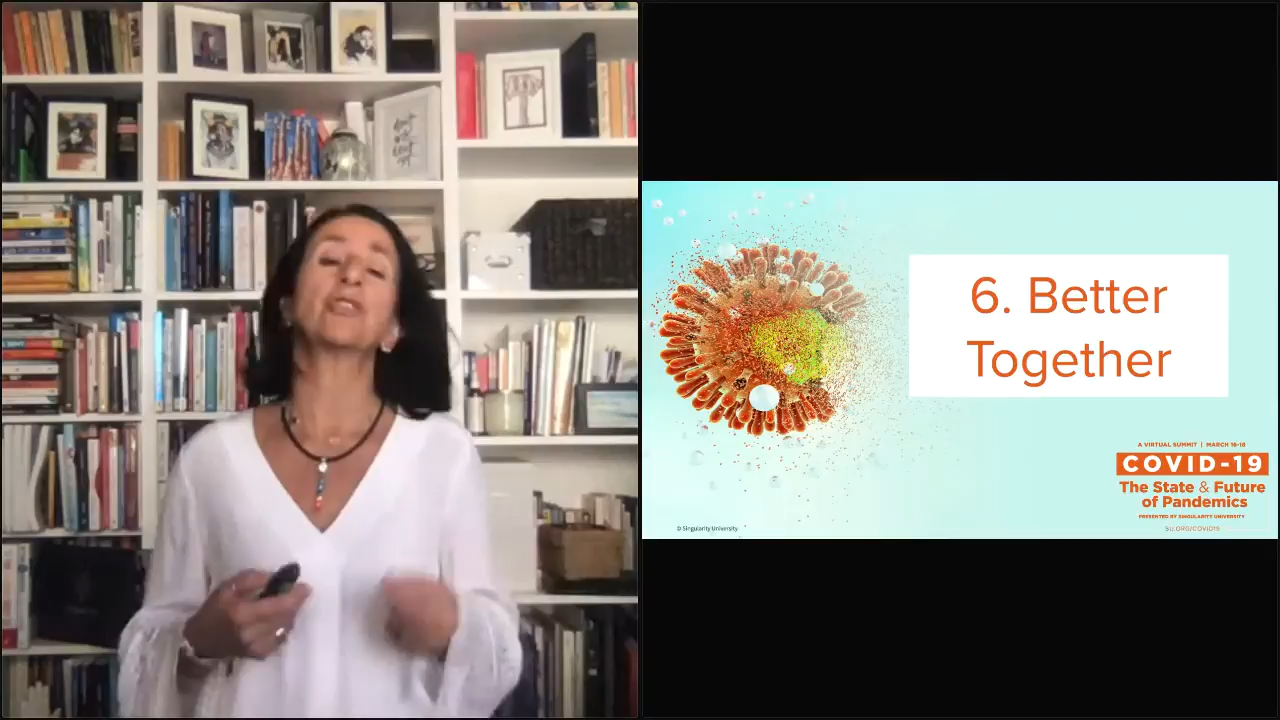 6. Better
Together
A VIRTUAL SUMMIT | MARCH 16-18
COVID-19
The State & Future
of Pandemics
PRESENTED BY SINGULARITY UNIVERSITY
SU.ORG/COVID19
© Singularity University